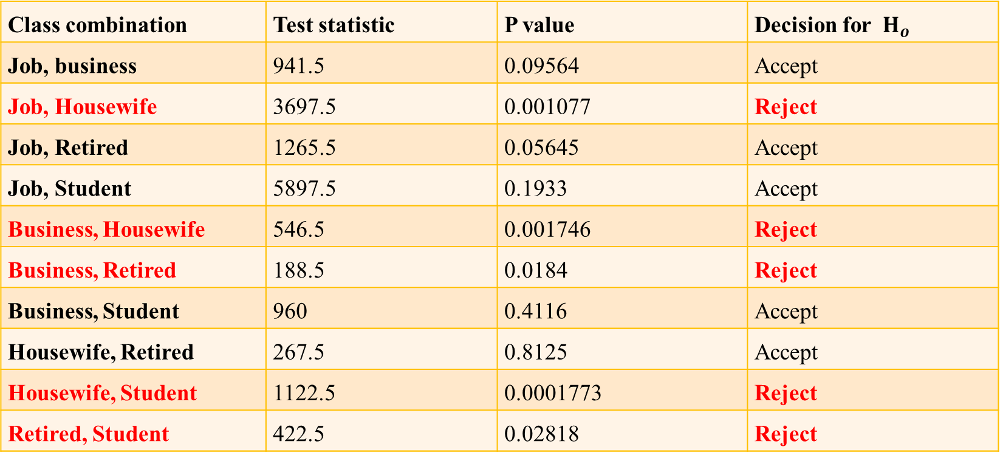 Class combination Test statistic P value Decision for H𝑜
Job, business 941.5 0.09564 Accept
Job, Housewife 3697.5 0.001077 Reject
Job, Retired 1265.5 0.05645 Accept
Job, Student 5897.5 0.1933 Accept
Business, Housewife 546.5 0.001746 Reject
Business, Retired 188.5 0.0184 Reject
Business, Student 960 0.4116 Accept
Housewife, Retired 267.5 0.8125 Accept
Housewife, Student 1122.5 0.0001773 Reject
Retired, Student 422.5 0.02818 Reject